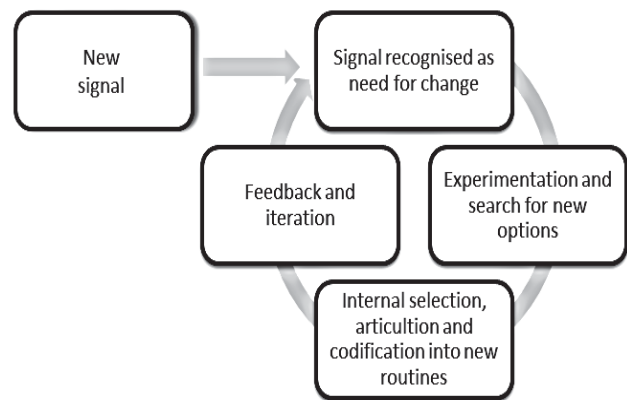 New
signal
Signal recognised as
need for change
Experimentation and
search for new
options
Internal selection,
articultion and
codification into new
routines
Feedback and
iteration